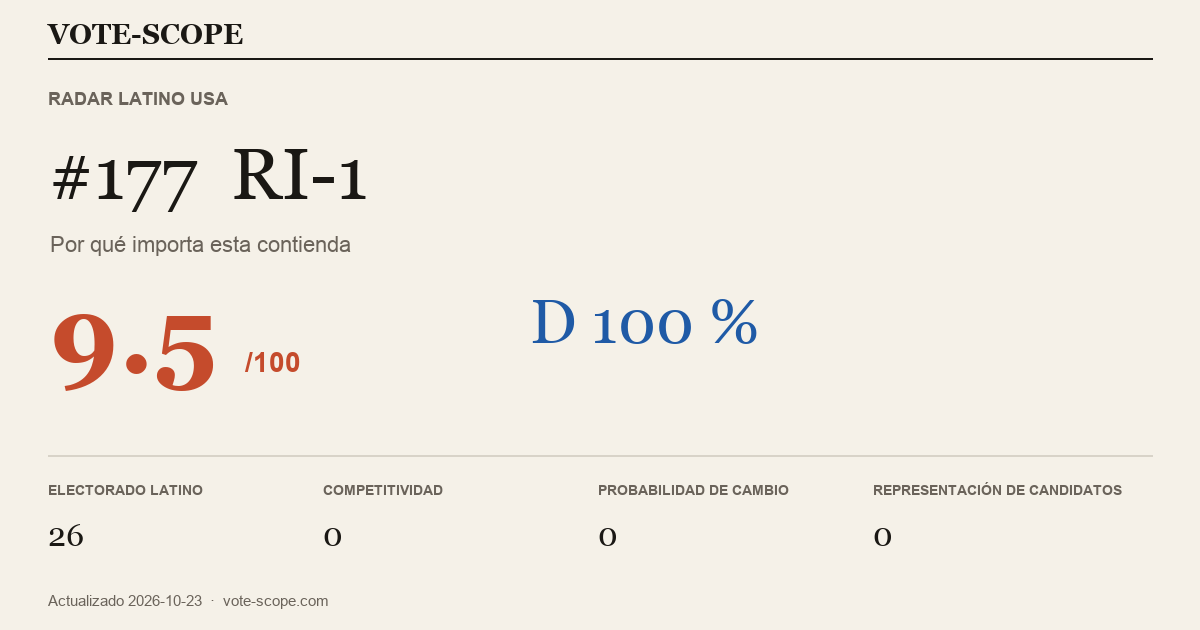 VOTE-SCOPE
RADAR LATINO USA
#177 RI-1
Por qué importa esta contienda
9.5 /100
D 100 %
ELECTORADO LATINO
26
COMPETITIVIDAD
0
PROBABILIDAD DE CAMBIO
0
REPRESENTACIÓN DE CANDIDATOS
0
Actualizado 2026-10-23 · vote-scope.com